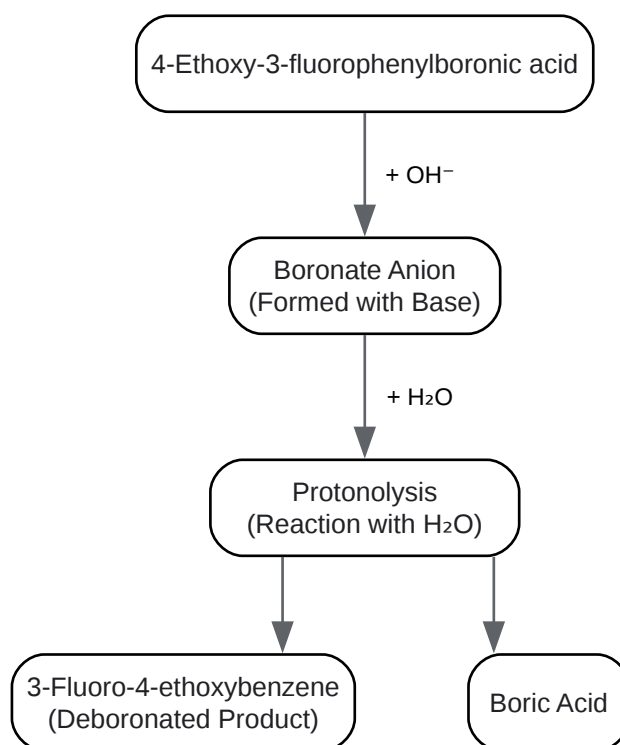 4-Ethoxy-3-fluorophenylboronic acid
+ OH⁻
Boronate Anion
(Formed with Base)
+ H₂O
Protonolysis
(Reaction with H₂O)
3-Fluoro-4-ethoxybenzene
(Deboronated Product)
Boric Acid